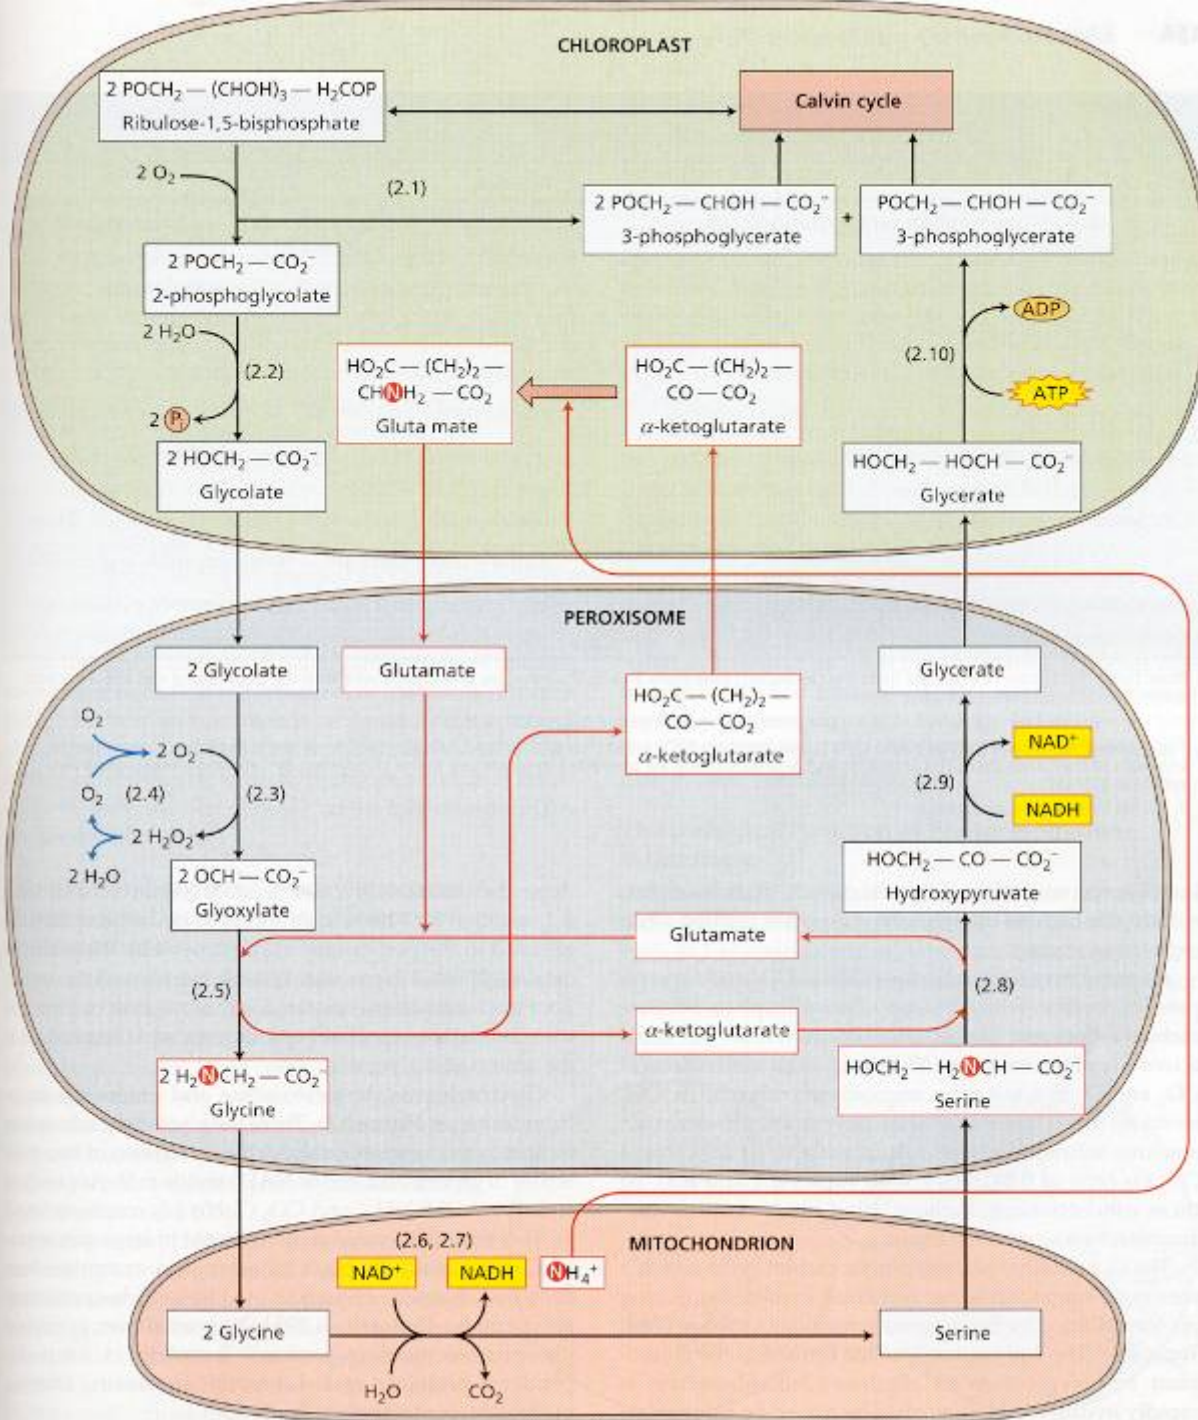 CHLOROPLAST
2 POCH₂ — (CHOH)₃ — H₂COP
Ribulose-1,5-bisphosphate
Calvin cycle
2 O₂
(2.1)
2 POCH₂ — CHOH — CO₂⁻
3-phosphoglycerate
+
POCH₂ — CHOH — CO₂⁻
3-phosphoglycerate
2 POCH₂ — CO₂⁻
2-phosphoglycolate
2 H₂O
(2.2)
2 Pᵢ
HO₂C — (CH₂)₂ —
CHNH₂ — CO₂
Gluta mate
HO₂C — (CH₂)₂ —
CO — CO₂
α-ketoglutarate
ADP
(2.10)
ATP
2 HOCH₂ — CO₂⁻
Glycolate
HOCH₂ — HOCH — CO₂⁻
Glycerate
PEROXISOME
2 Glycolate
Glutamate
HO₂C — (CH₂)₂ —
CO — CO₂
α-ketoglutarate
Glycerate
O₂
2 O₂
O₂
(2.4)
(2.3)
2 H₂O₂
2 H₂O
NAD⁺
(2.9)
NADH
2 OCH — CO₂⁻
Glyoxylate
HOCH₂ — CO — CO₂⁻
Hydroxypyruvate
Glutamate
(2.5)
(2.8)
α-ketoglutarate
2 H₂NCH₂ — CO₂⁻
Glycine
HOCH₂ — H₂NCH — CO₂⁻
Serine
MITOCHONDRION
(2.6, 2.7)
NAD⁺
NADH
NH₄⁺
2 Glycine
Serine
H₂O
CO₂